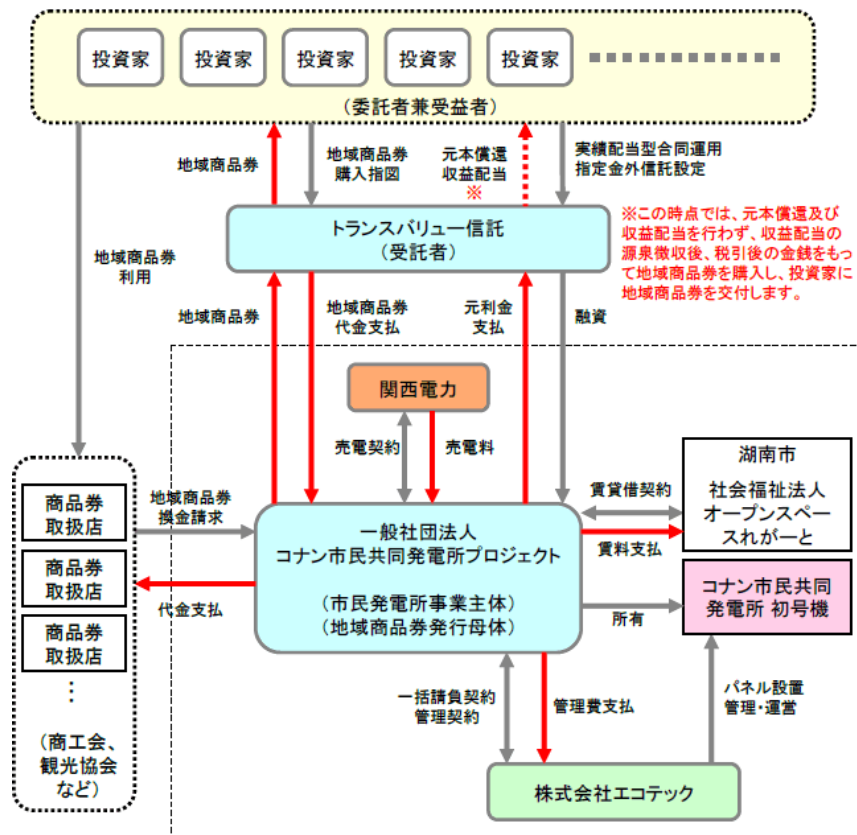 投資家
投資家
投資家
投資家
投資家
(委託者兼受益者)
地域商品券
地域商品券
購入指図
元本償還
収益配当
※
実績配当型合同運用
指定金外信託設定
トランスバリュー信託
(受託者)
※この時点では、元本償還及び
収益配当を行わず、収益配当の
源泉徴収後、税引後の金銭をもっ
て地域商品券を購入し、投資家に
地域商品券を交付します。
地域商品券
利用
地域商品券
地域商品券
代金支払
元利金
支払
融資
関西電力
売電契約
売電料
湖南市
社会福祉法人
オープンスペー
スれがーと
賃貸借契約
賃料支払
商品券
取扱店
商品券
取扱店
商品券
取扱店
⋮
(商工会、
観光協会
など)
地域商品券
換金請求
代金支払
一般社団法人
コナン市民共同発電所プロジェクト
(市民発電所事業主体)
(地域商品券発行母体)
所有
コナン市民共同
発電所 初号機
一括請負契約
管理契約
管理費支払
パネル設置
管理・運営
株式会社エコテック